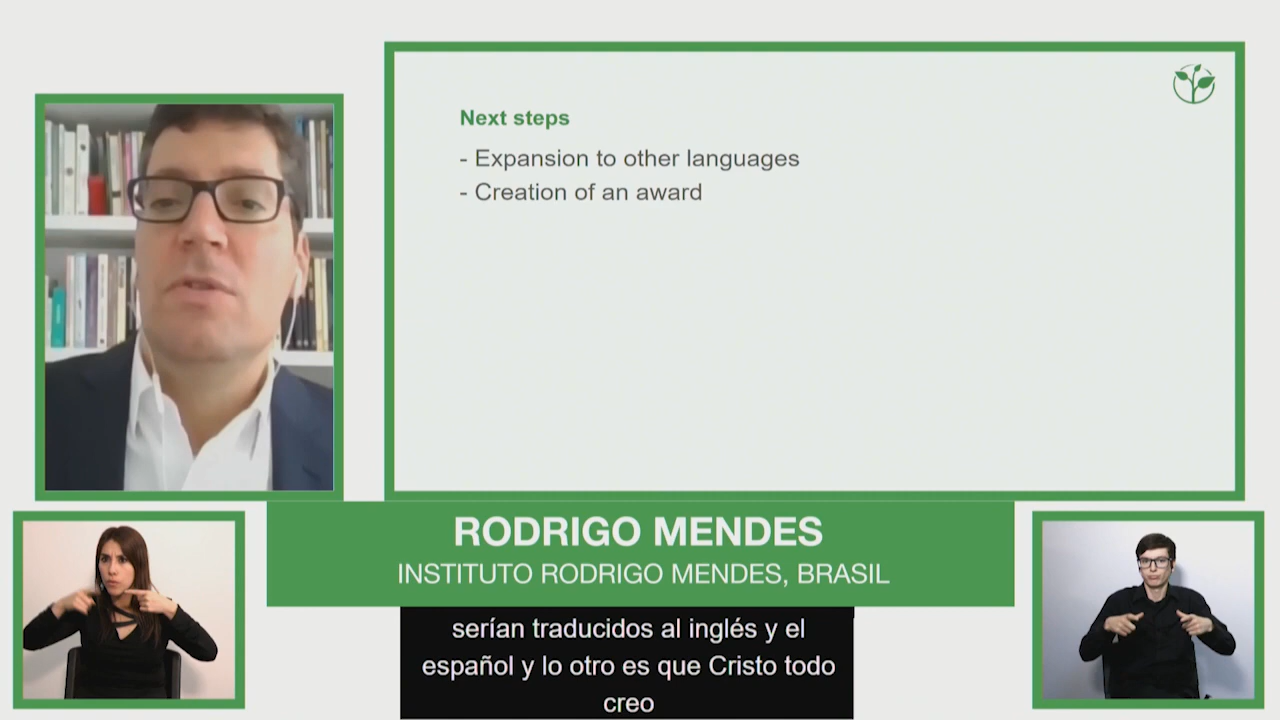 Next steps
- Expansion to other languages
- Creation of an award
RODRIGO MENDES
INSTITUTO RODRIGO MENDES, BRASIL
serían traducidos al inglés y el
español y lo otro es que Cristo todo
creo